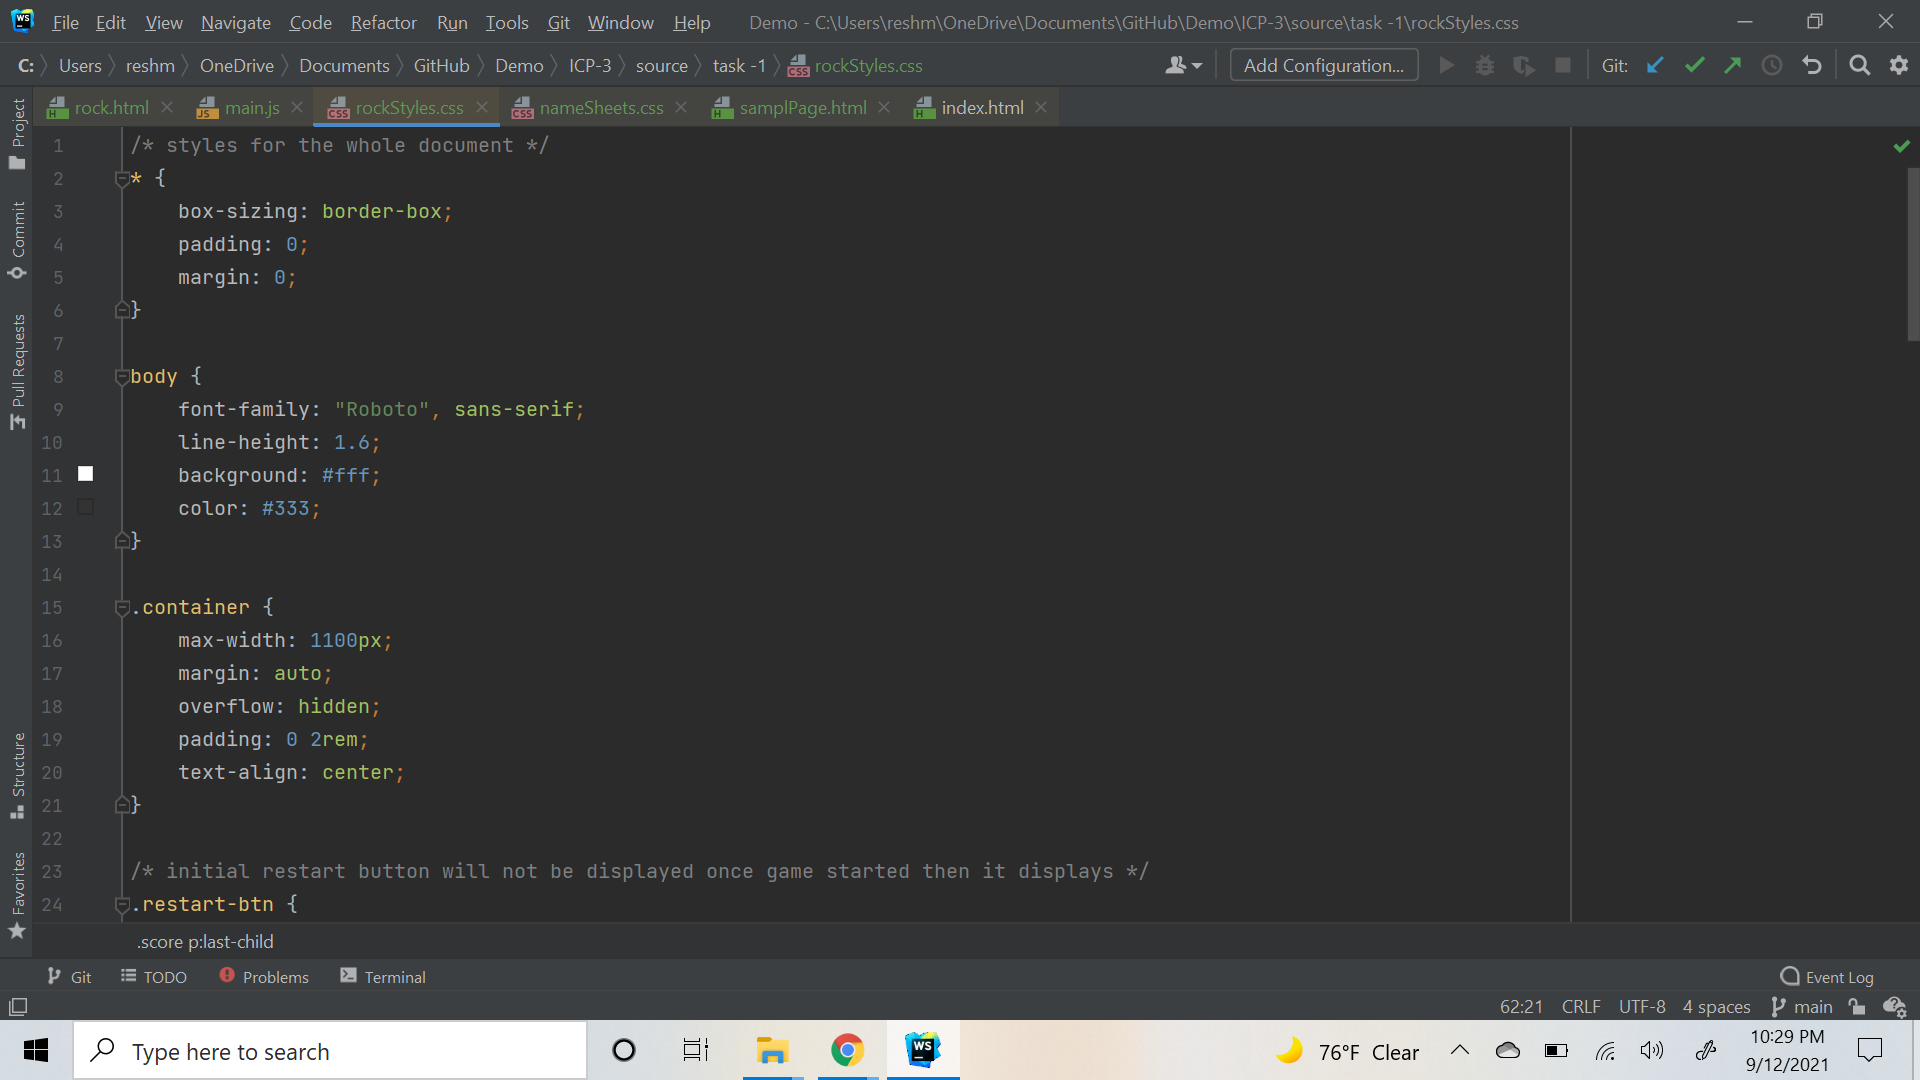 WS File Edit View Navigate Code Refactor Run Tools Git Window Help Demo - C:\Users\reshm\OneDrive\Documents\GitHub\Demo\ICP-3\source\task -1\rockStyles.css
C: Users reshm OneDrive Documents GitHub Demo ICP-3 source task -1 CSS rockStyles.css Add Configuration... Git:
H rock.html JS main.js CSS rockStyles.css CSS nameSheets.css H samplPage.html H index.html
Project
Commit
Pull Requests
Structure
Favorites
1 /* styles for the whole document */
2 * {
3 box-sizing: border-box;
4 padding: 0;
5 margin: 0;
6 }
7
8 body {
9 font-family: "Roboto", sans-serif;
10 line-height: 1.6;
11 background: #fff;
12 color: #333;
13 }
14
15 .container {
16 max-width: 1100px;
17 margin: auto;
18 overflow: hidden;
19 padding: 0 2rem;
20 text-align: center;
21 }
22
23 /* initial restart button will not be displayed once game started then it displays */
24 .restart-btn {
.score p:last-child
Git TODO Problems Terminal Event Log
62:21 CRLF UTF-8 4 spaces main
Type here to search WS 76°F Clear 10:29 PM
9/12/2021